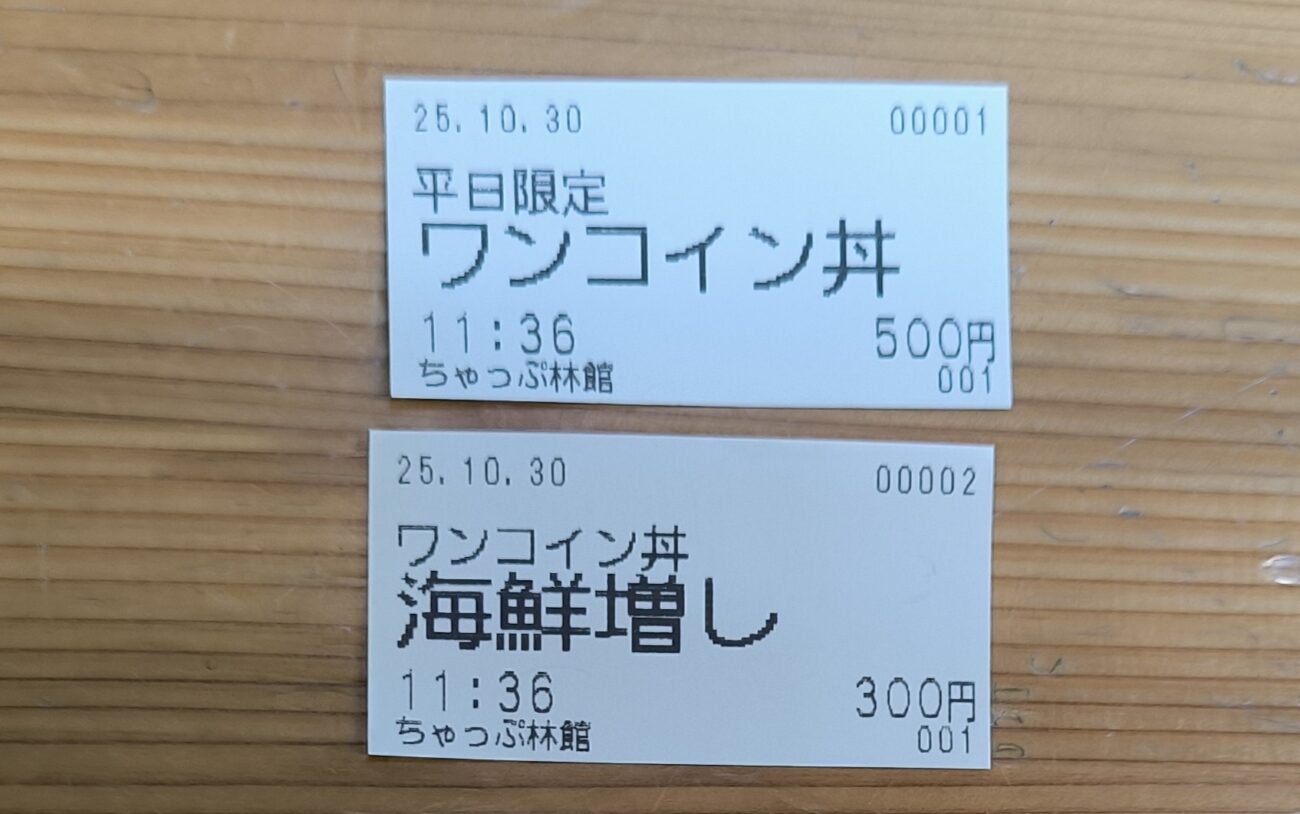 25.10.30 00001
平日限定
ワンコイン丼
11:36 500円
ちゃっぷ林館 001
25.10.30 00002
ワンコイン丼
海鮮増し
11:36 300円
ちゃっぷ林館 001